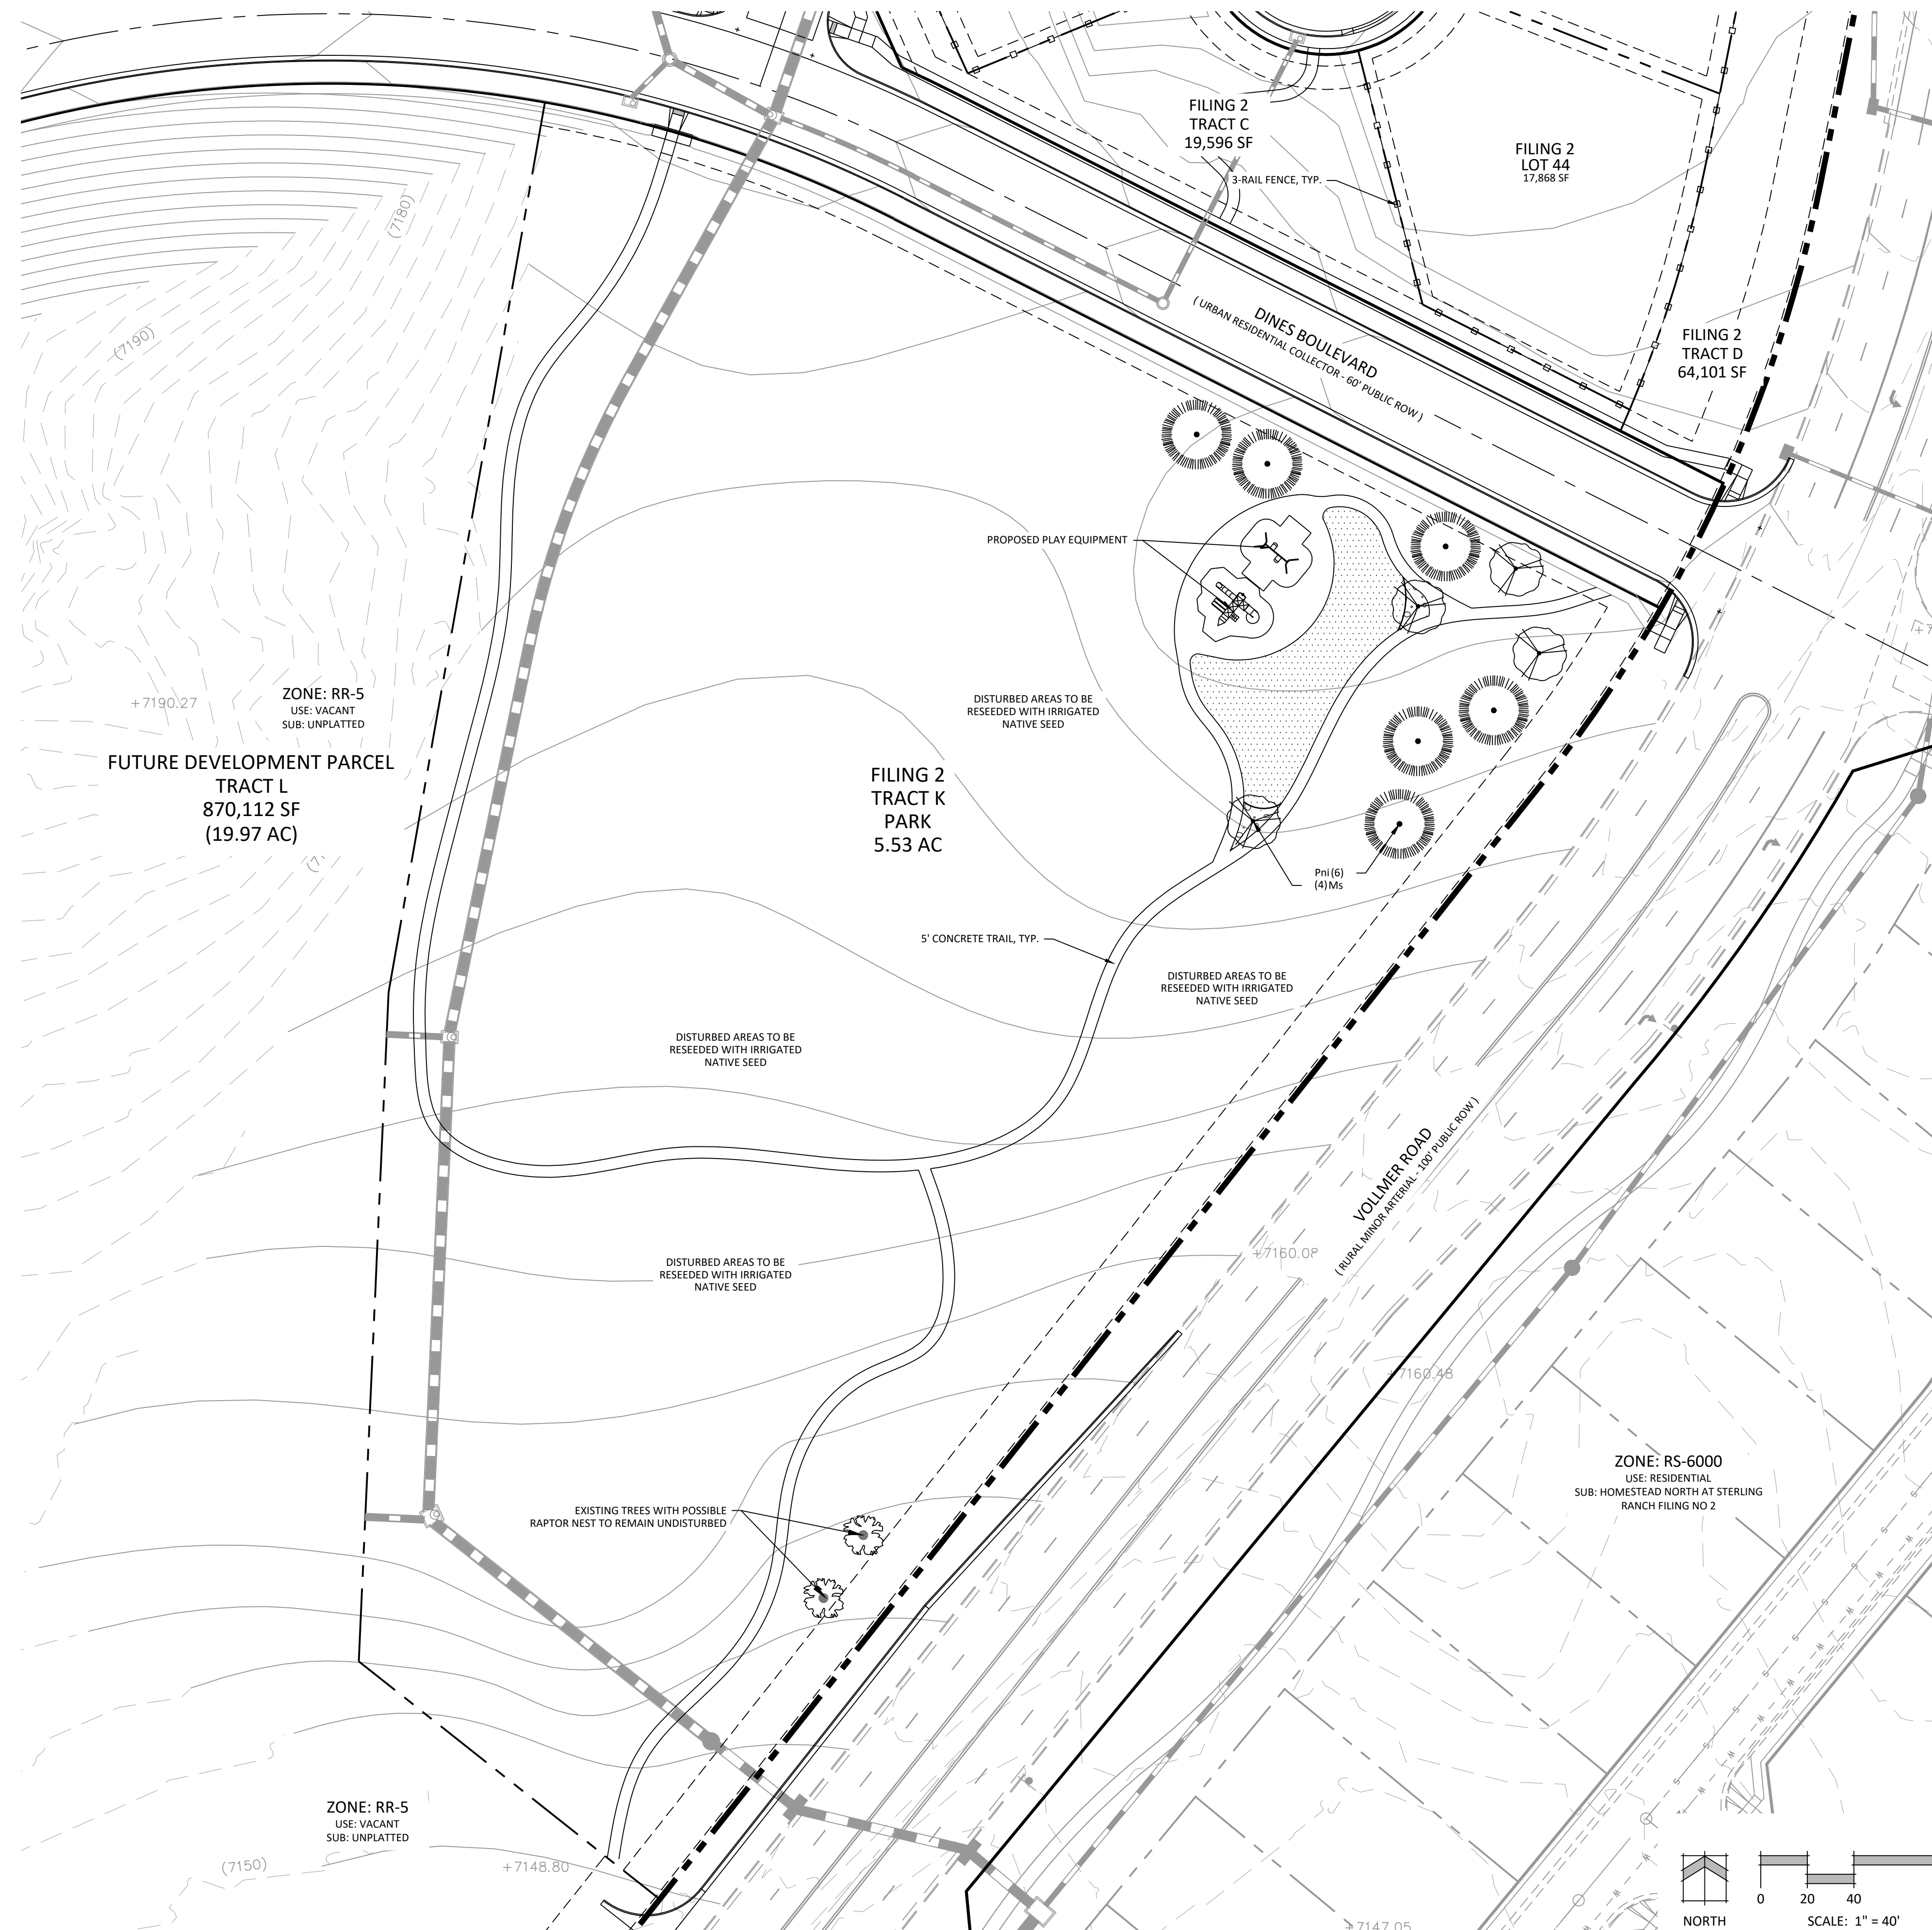 FILING 2
TRACT C
19,596 SF
FILING 2
LOT 44
17,868 SF
3-RAIL FENCE, TYP.
(7180)
(7190)
DINES BOULEVARD
( URBAN RESIDENTIAL COLLECTOR - 60' PUBLIC ROW )
FILING 2
TRACT D
64,101 SF
PROPOSED PLAY EQUIPMENT
ZONE: RR-5
USE: VACANT
SUB: UNPLATTED
+7190.27
DISTURBED AREAS TO BE
RESEEDED WITH IRRIGATED
NATIVE SEED
FUTURE DEVELOPMENT PARCEL
TRACT L
870,112 SF
(19.97 AC)
FILING 2
TRACT K
PARK
5.53 AC
Pni (6)
(4) Ms
5' CONCRETE TRAIL, TYP.
DISTURBED AREAS TO BE
RESEEDED WITH IRRIGATED
NATIVE SEED
DISTURBED AREAS TO BE
RESEEDED WITH IRRIGATED
NATIVE SEED
VOLLMER ROAD
( RURAL MINOR ARTERIAL - 100' PUBLIC ROW )
+7160.08
DISTURBED AREAS TO BE
RESEEDED WITH IRRIGATED
NATIVE SEED
+7160.48
ZONE: RS-6000
USE: RESIDENTIAL
SUB: HOMESTEAD NORTH AT STERLING
RANCH FILING NO 2
EXISTING TREES WITH POSSIBLE
RAPTOR NEST TO REMAIN UNDISTURBED
ZONE: RR-5
USE: VACANT
SUB: UNPLATTED
(7150)
+7148.80
+7147.05
0 20 40
NORTH
SCALE: 1" = 40'